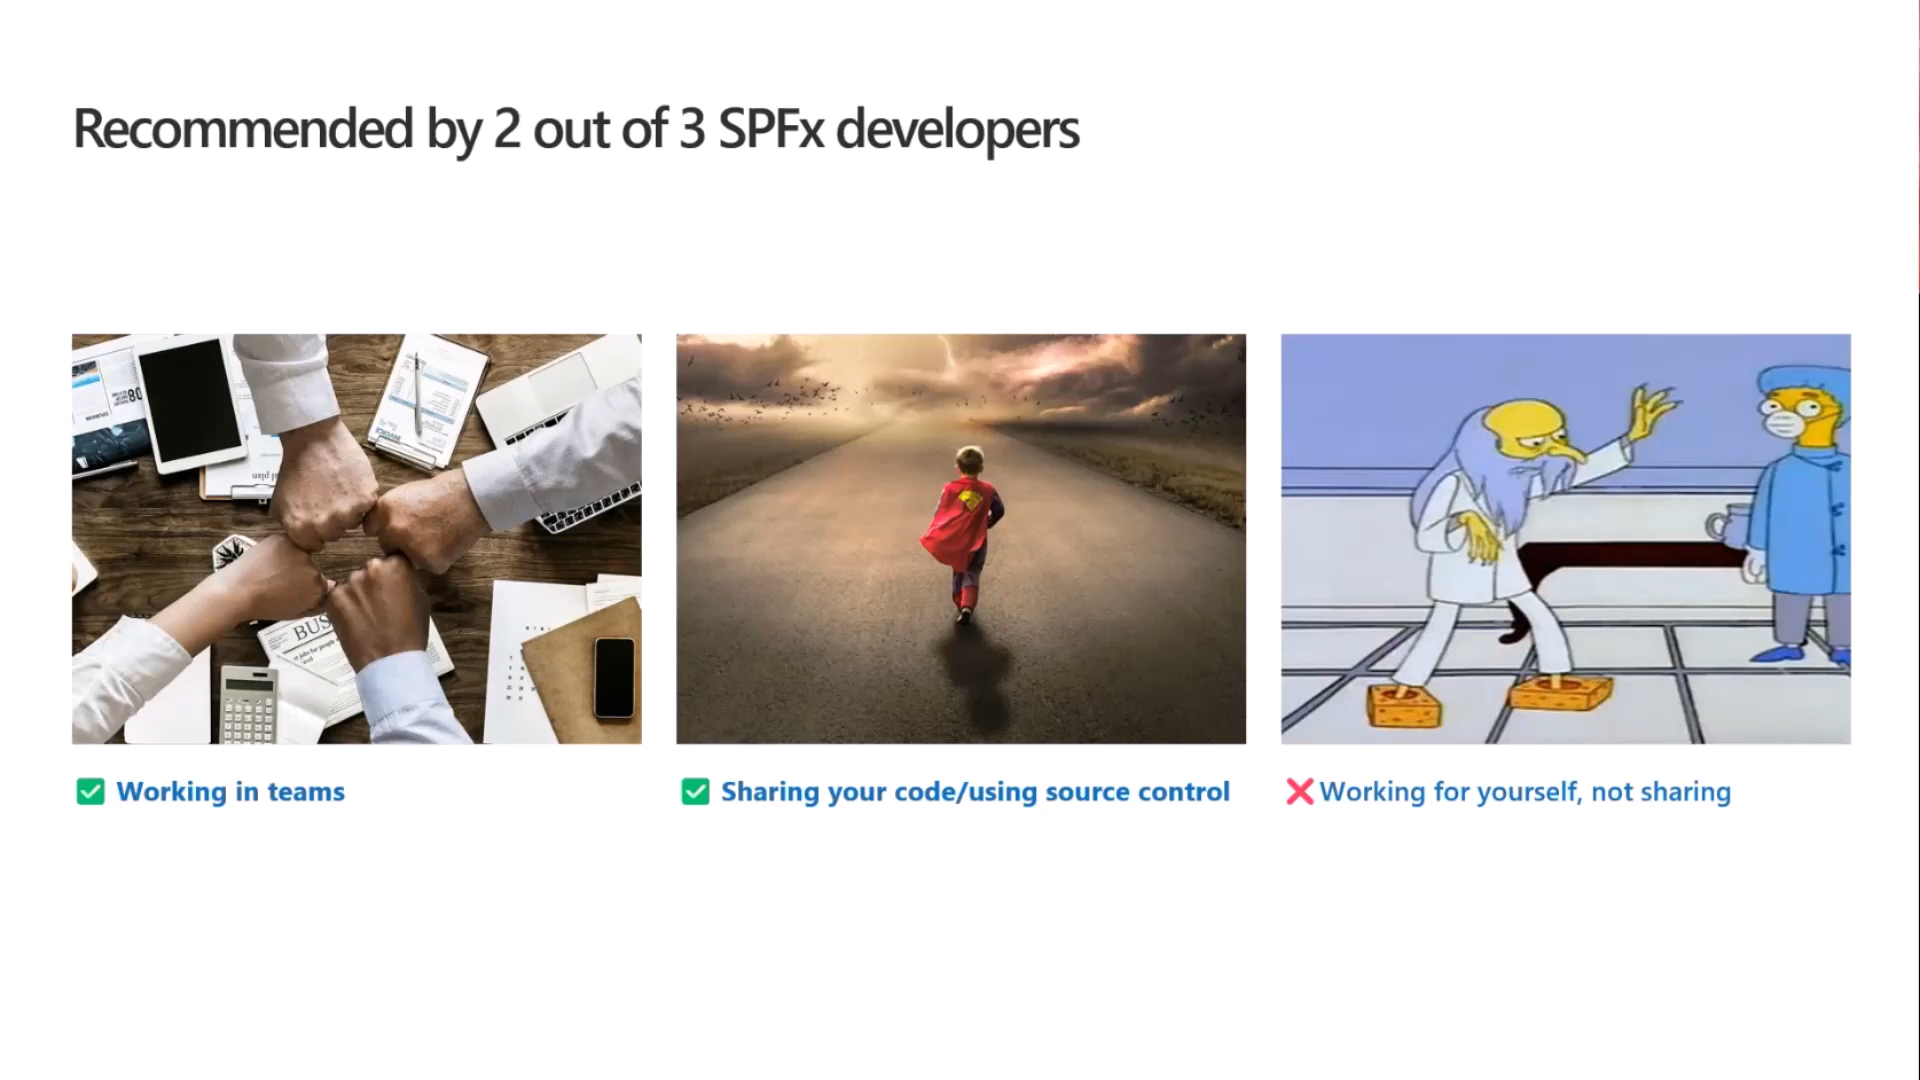 Recommended by 2 out of 3 SPFx developers
BUS
✅ Working in teams
✅ Sharing your code/using source control
❌ Working for yourself, not sharing